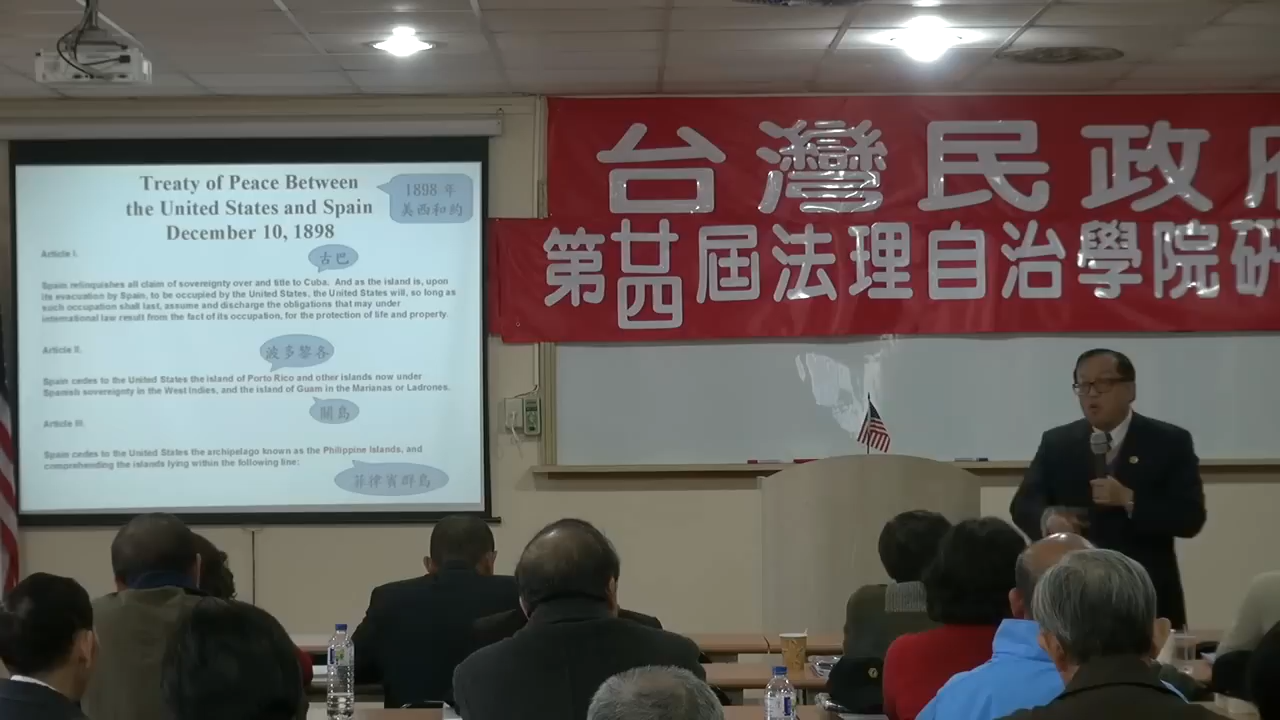 Treaty of Peace Between
the United States and Spain
December 10, 1898
1898 年
美西和約
Article I.
古巴
Spain relinquishes all claim of sovereignty over and title to Cuba. And as the island is, upon
its evacuation by Spain, to be occupied by the United States, the United States will, so long as
such occupation shall last, assume and discharge the obligations that may under
international law result from the fact of its occupation, for the protection of life and property.
Article II.
波多黎各
Spain cedes to the United States the island of Porto Rico and other islands now under
Spanish sovereignty in the West Indies, and the island of Guam in the Marianas or Ladrones.
關島
Article III.
Spain cedes to the United States the archipelago known as the Philippine Islands, and
comprehending the islands lying within the following line:
菲律賓群島
台灣民政府
第廿四屆法理自治學院研